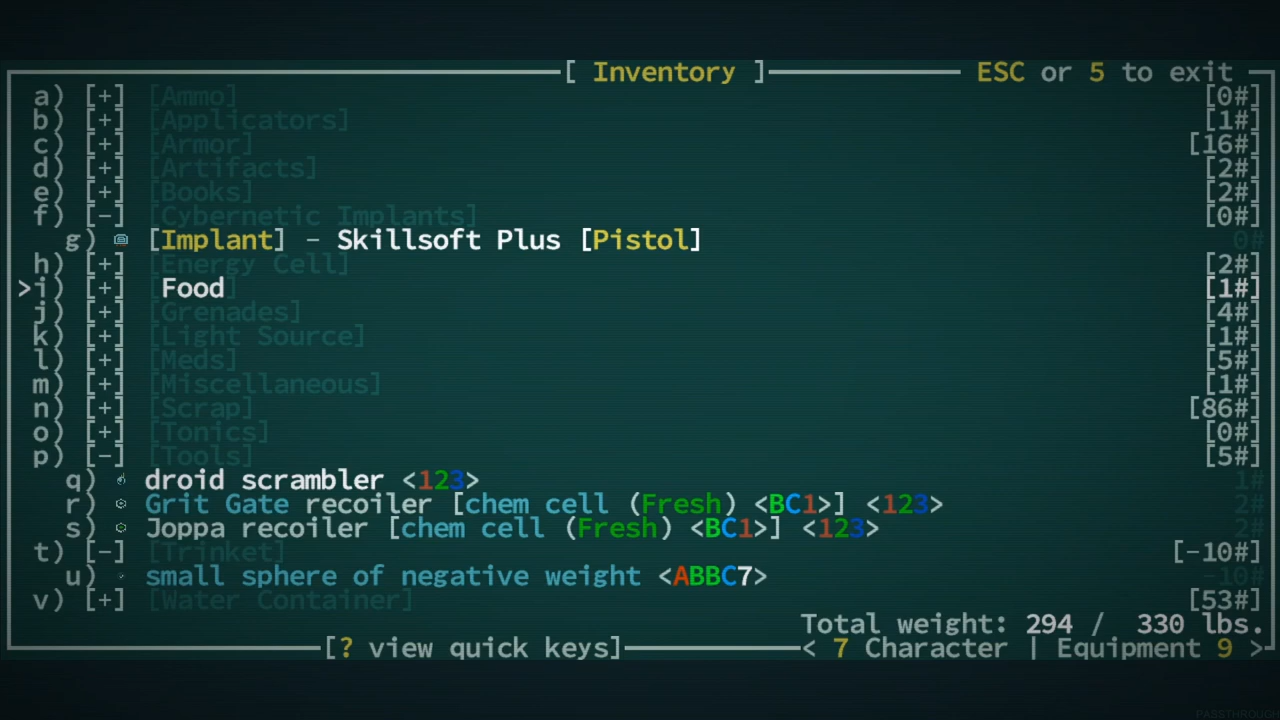 [ Inventory ] ESC or 5 to exit
a) [+] [Ammo] [0#]
b) [+] [Applicators] [1#]
c) [+] [Armor] [16#]
d) [+] [Artifacts] [2#]
e) [+] [Books] [2#]
f) [-] [Cybernetic Implants] [0#]
g) [Implant] - Skillsoft Plus [Pistol] 0#
h) [+] [Energy Cell] [2#]
>i) [+] Food] [1#]
j) [+] [Grenades] [4#]
k) [+] [Light Source] [1#]
l) [+] [Meds] [5#]
m) [+] [Miscellaneous] [1#]
n) [+] [Scrap] [86#]
o) [+] [Tonics] [0#]
p) [-] [Tools] [5#]
q) droid scrambler <123> 1#
r) Grit Gate recoiler [chem cell (Fresh) <BC1>] <123> 2#
s) Joppa recoiler [chem cell (Fresh) <BC1>] <123> 2#
t) [-] [Trinket] [-10#]
u) small sphere of negative weight <ABBC7> -10#
v) [+] [Water Container] [53#]
Total weight: 294 / 330 lbs.
[? view quick keys] < 7 Character | Equipment 9 >
PASSTHROUGH